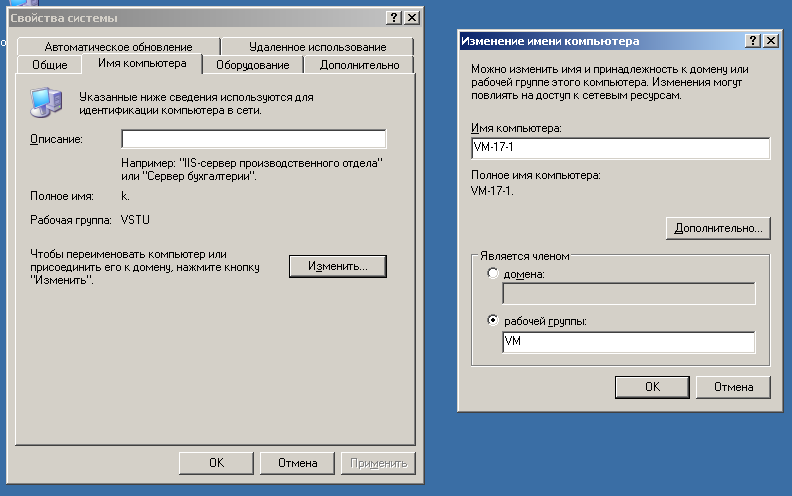 Свойства системы
Автоматическое обновление
Удаленное использование
Общие
Имя компьютера
Оборудование
Дополнительно
Указанные ниже сведения используются для
идентификации компьютера в сети.
Описание:
Например: "IIS-сервер производственного отдела"
или "Сервер бухгалтерии".
Полное имя: k.
Рабочая группа: VSTU
Чтобы переименовать компьютер или
присоединить его к домену, нажмите кнопку
"Изменить".
Изменить...
OK
Отмена
Применить
Изменение имени компьютера
Можно изменить имя и принадлежность к домену или
рабочей группе этого компьютера. Изменения могут
повлиять на доступ к сетевым ресурсам.
Имя компьютера:
VM-17-1
Полное имя компьютера:
VM-17-1.
Дополнительно...
Является членом
домена:
рабочей группы:
VM
OK
Отмена